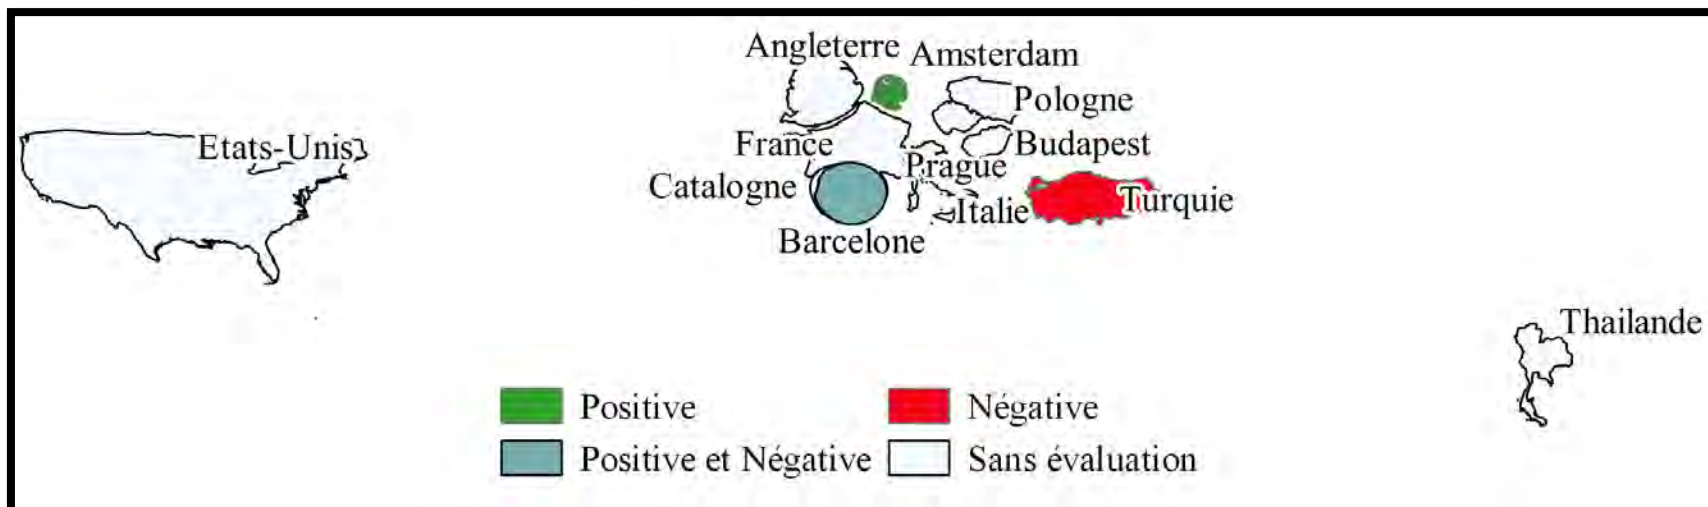 Angleterre
Amsterdam
Pologne
Etats-Unis
France
Budapest
Prague
Catalogne
Turquie
Italie
Barcelone
Thailande
Positive
Négative
Positive et Négative
Sans évaluation